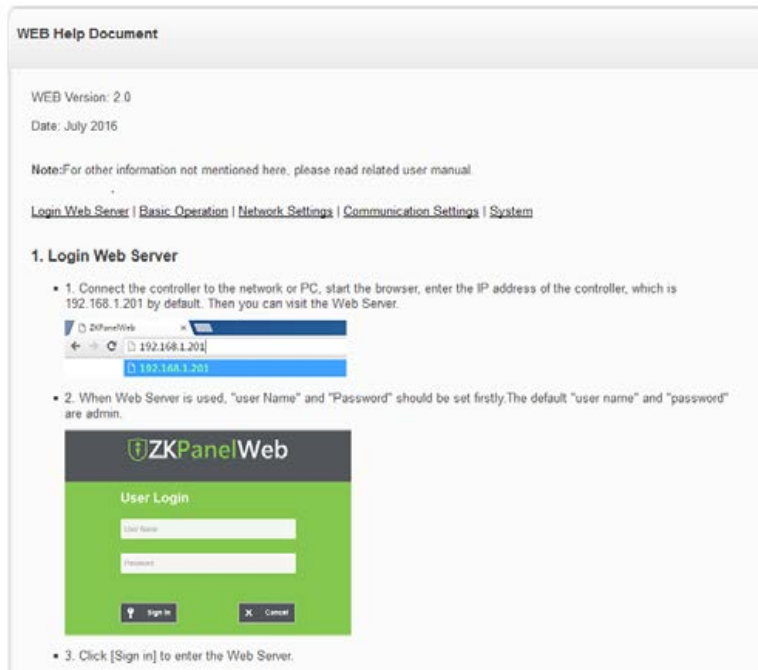 WEB Help Document
WEB Version: 2.0
Date: July 2016
Note:For other information not mentioned here, please read related user manual.
Login Web Server | Basic Operation | Network Settings | Communication Settings | System
1. Login Web Server
• 1. Connect the controller to the network or PC, start the browser, enter the IP address of the controller, which is
192.168.1.201 by default. Then you can visit the Web Server.
ZKPanelWeb ×
192.168.1.201
192.168.1.201
• 2. When Web Server is used, "user Name" and "Password" should be set firstly.The default "user name" and "password"
are admin.
ZKPanelWeb
User Login
User Name
Password
Sign in X Cancel
• 3. Click [Sign in] to enter the Web Server.